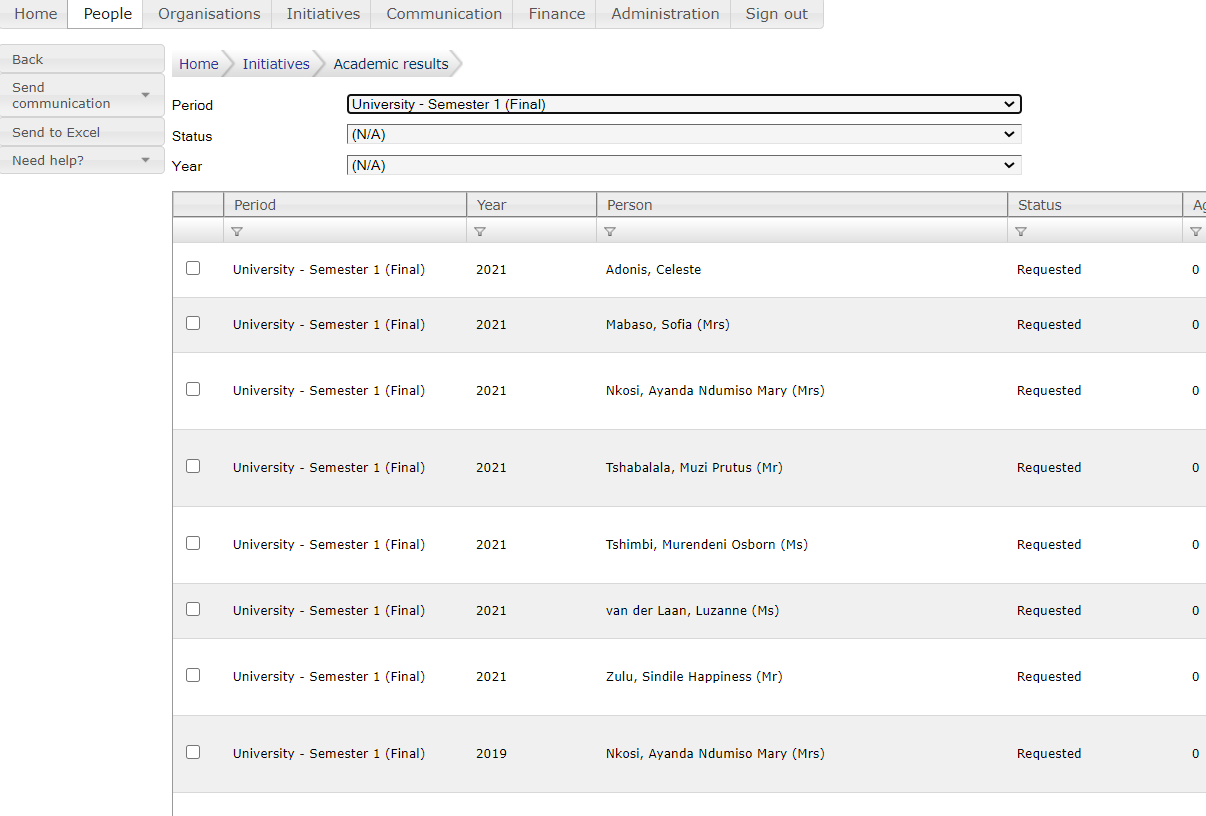 Home People Organisations Initiatives Communication Finance Administration Sign out
Back
Send
communication
Send to Excel
Need help?
Home Initiatives Academic results
Period University - Semester 1 (Final)
Status (N/A)
Year (N/A)
Period Year Person Status Ag
University - Semester 1 (Final) 2021 Adonis, Celeste Requested 0
University - Semester 1 (Final) 2021 Mabaso, Sofia (Mrs) Requested 0
University - Semester 1 (Final) 2021 Nkosi, Ayanda Ndumiso Mary (Mrs) Requested 0
University - Semester 1 (Final) 2021 Tshabalala, Muzi Prutus (Mr) Requested 0
University - Semester 1 (Final) 2021 Tshimbi, Murendeni Osborn (Ms) Requested 0
University - Semester 1 (Final) 2021 van der Laan, Luzanne (Ms) Requested 0
University - Semester 1 (Final) 2021 Zulu, Sindile Happiness (Mr) Requested 0
University - Semester 1 (Final) 2019 Nkosi, Ayanda Ndumiso Mary (Mrs) Requested 0